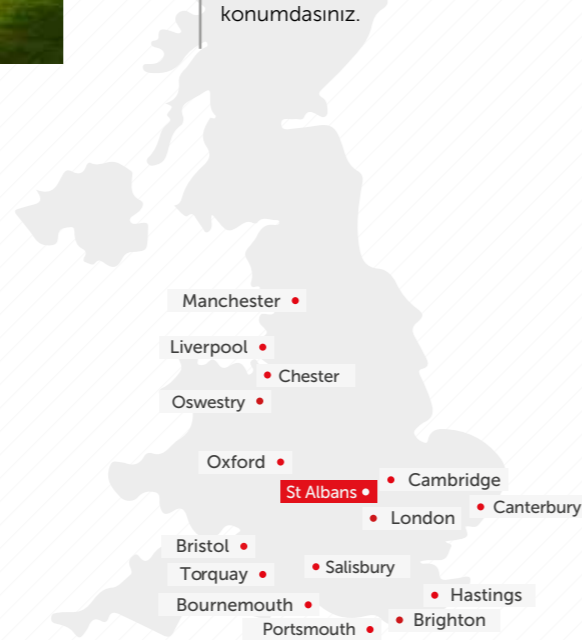 konumdasınız.
Manchester
Liverpool
Chester
Oswestry
Oxford
Cambridge
St Albans
Canterbury
London
Bristol
Salisbury
Torquay
Hastings
Bournemouth
Brighton
Portsmouth